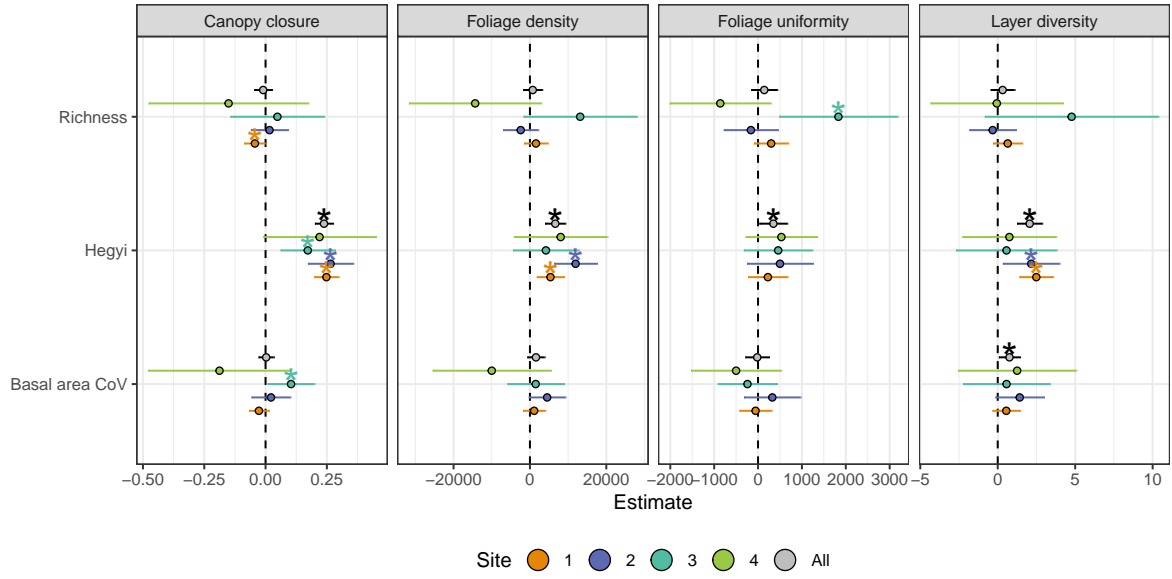 Canopy closure Foliage density Foliage uniformity Layer diversity
Richness
Hegyi
Basal area CoV
−0.50 −0.25 0.00 0.25 −20000 0 20000 −2000 −1000 0 1000 2000 3000 −5 0 5 10
Estimate
Site 1 2 3 4 All